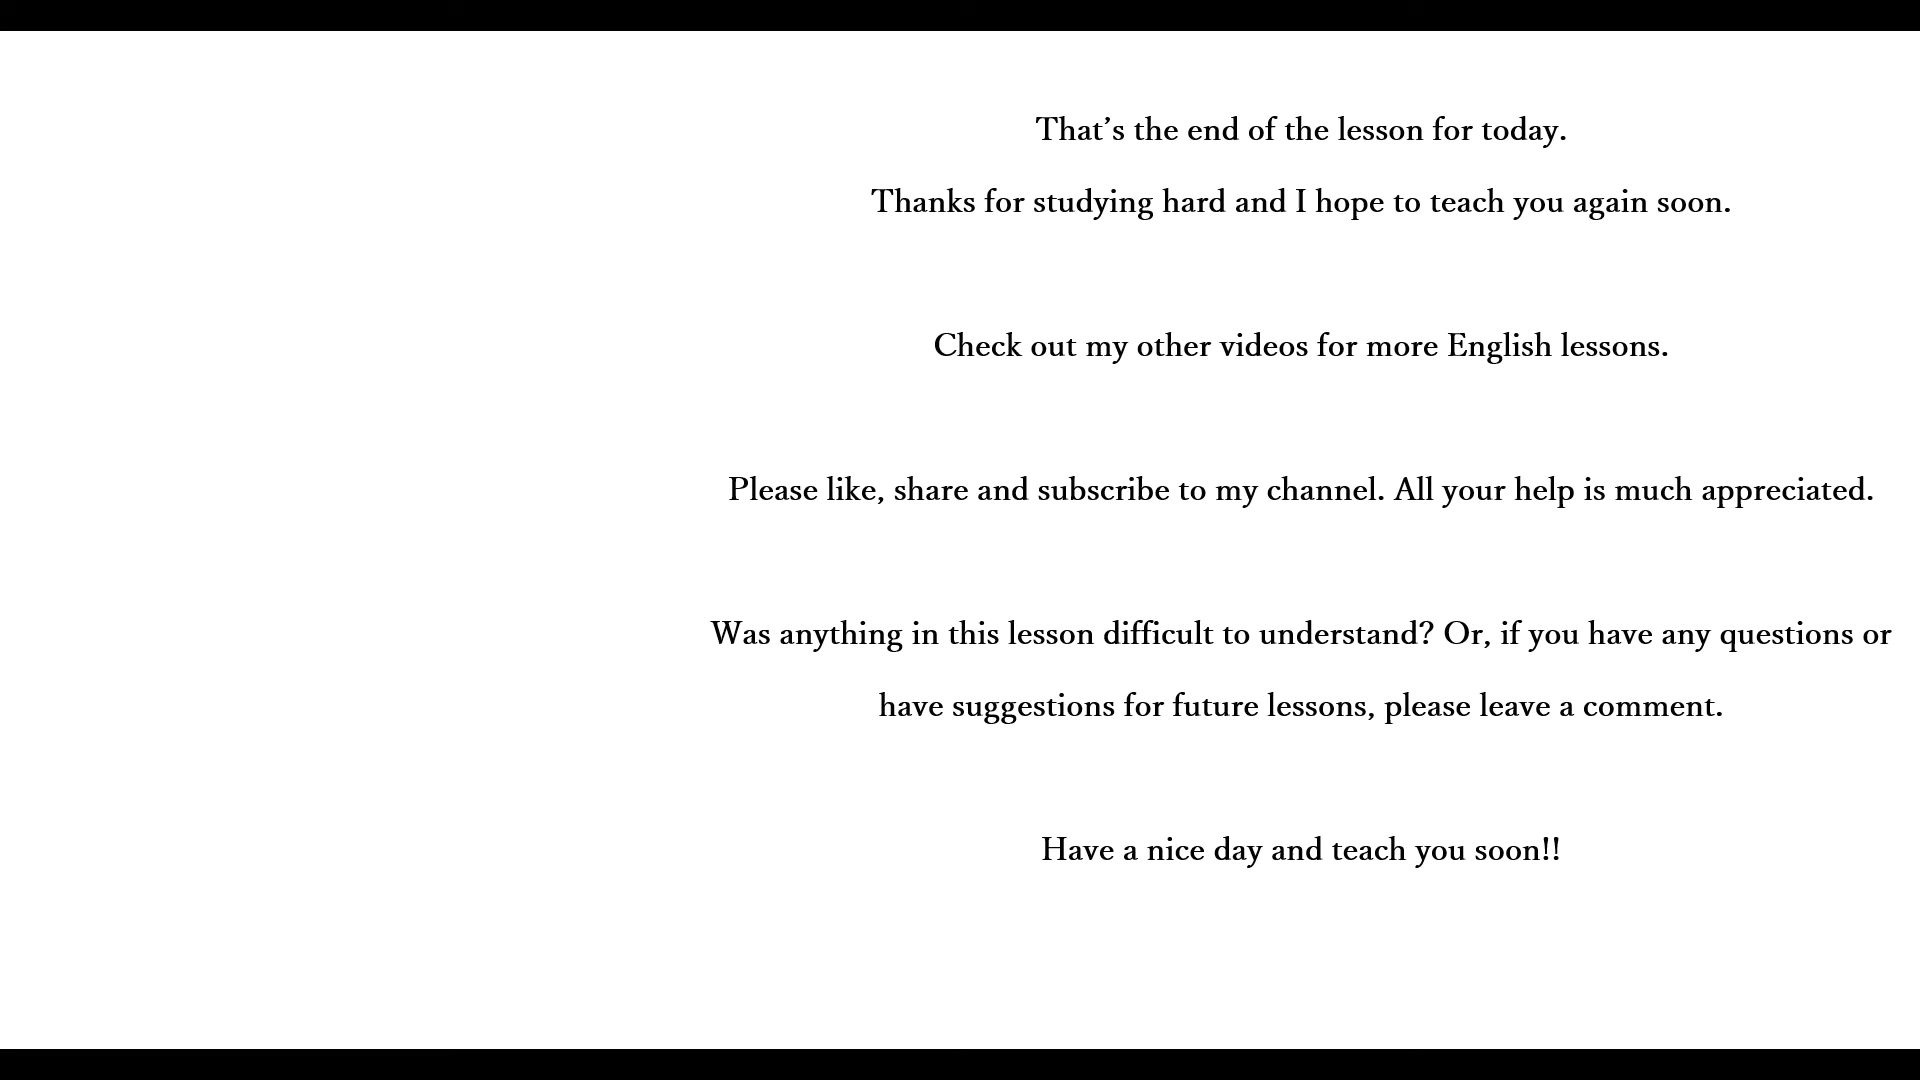 That’s the end of the lesson for today.
Thanks for studying hard and I hope to teach you again soon.
Check out my other videos for more English lessons.
Please like, share and subscribe to my channel. All your help is much appreciated.
Was anything in this lesson difficult to understand? Or, if you have any questions or
have suggestions for future lessons, please leave a comment.
Have a nice day and teach you soon!!